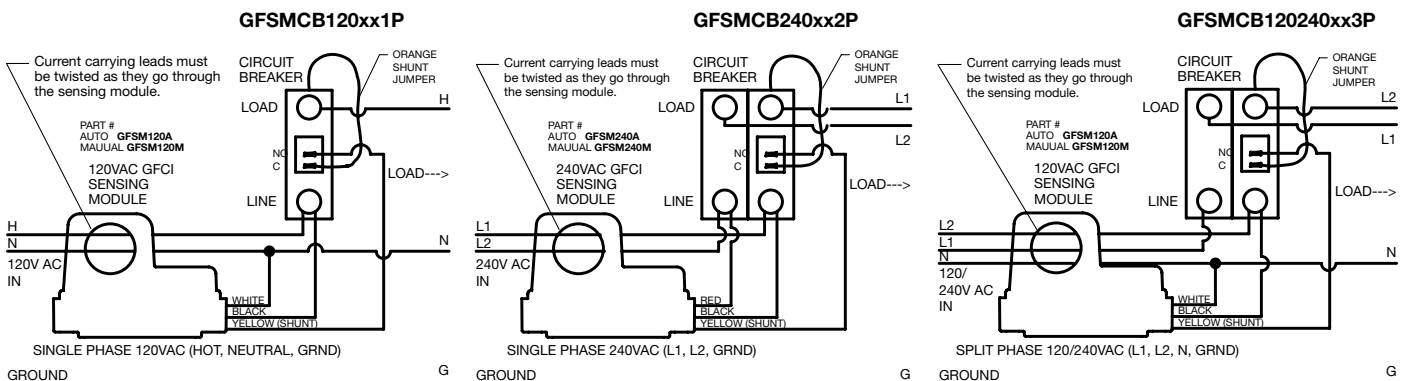 GFSMCB120xx1P
Current carrying leads must
be twisted as they go through
the sensing module.
CIRCUIT
BREAKER
ORANGE
SHUNT
JUMPER
LOAD
H
PART #
AUTO GFSM120A
MAUUAL GFSM120M
NO
C
120VAC GFCI
SENSING
MODULE
LOAD--->
LINE
H
N
N
120V AC
IN
WHITE
BLACK
YELLOW (SHUNT)
SINGLE PHASE 120VAC (HOT, NEUTRAL, GRND)
GROUND
G
GFSMCB240xx2P
Current carrying leads must
be twisted as they go through
the sensing module.
CIRCUIT
BREAKER
ORANGE
SHUNT
JUMPER
LOAD
L1
L2
PART #
AUTO GFSM240A
MAUUAL GFSM240M
NO
C
240VAC GFCI
SENSING
MODULE
LOAD--->
LINE
L1
L2
240V AC
IN
RED
BLACK
YELLOW (SHUNT)
SINGLE PHASE 240VAC (L1, L2, GRND)
GROUND
G
GFSMCB120240xx3P
Current carrying leads must
be twisted as they go through
the sensing module.
CIRCUIT
BREAKER
ORANGE
SHUNT
JUMPER
LOAD
L2
L1
PART #
AUTO GFSM120A
MAUUAL GFSM120M
NO
C
120VAC GFCI
SENSING
MODULE
LOAD--->
LINE
L2
L1
N
N
120/
240V AC
IN
WHITE
BLACK
YELLOW (SHUNT)
SPLIT PHASE 120/240VAC (L1, L2, N, GRND)
GROUND
G